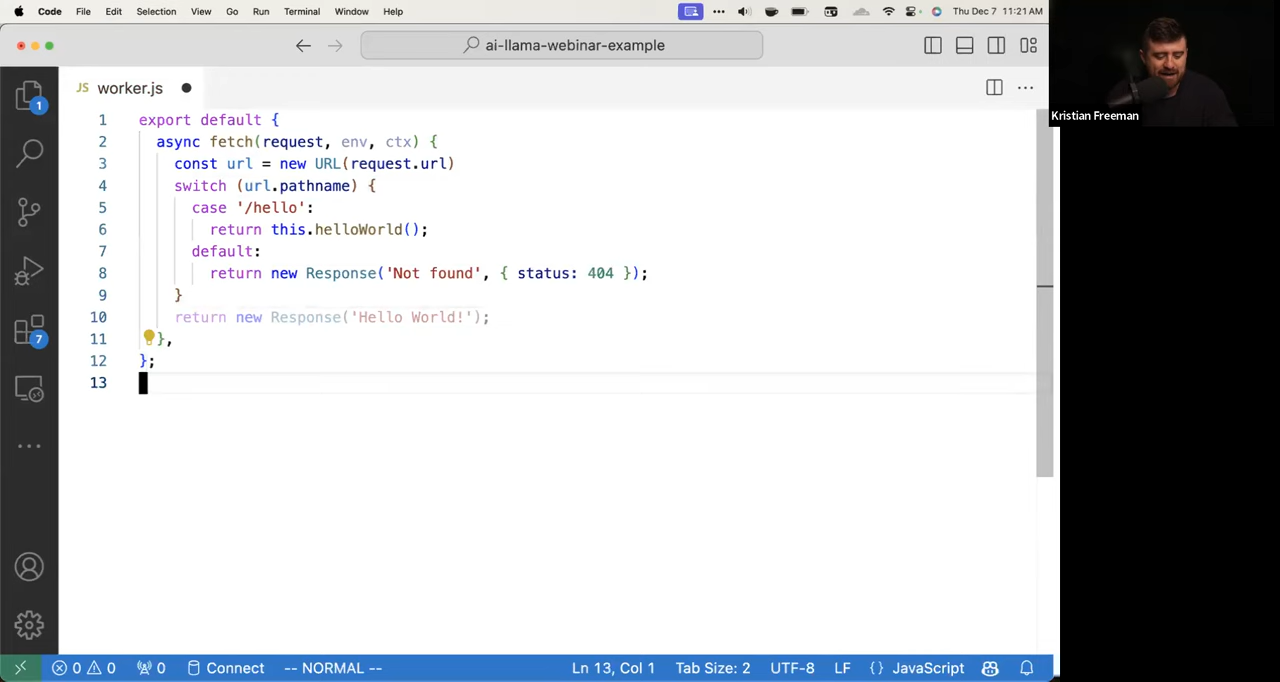 Code File Edit Selection View Go Run Terminal Window Help Thu Dec 7 11:21 AM
ai-llama-webinar-example
JS worker.js
1 export default {
2 async fetch(request, env, ctx) {
3 const url = new URL(request.url)
4 switch (url.pathname) {
5 case '/hello':
6 return this.helloWorld();
7 default:
8 return new Response('Not found', { status: 404 });
9 }
10 return new Response('Hello World!');
11 },
12 };
13
1
7
Kristian Freeman
0 0 0 Connect -- NORMAL -- Ln 13, Col 1 Tab Size: 2 UTF-8 LF {} JavaScript